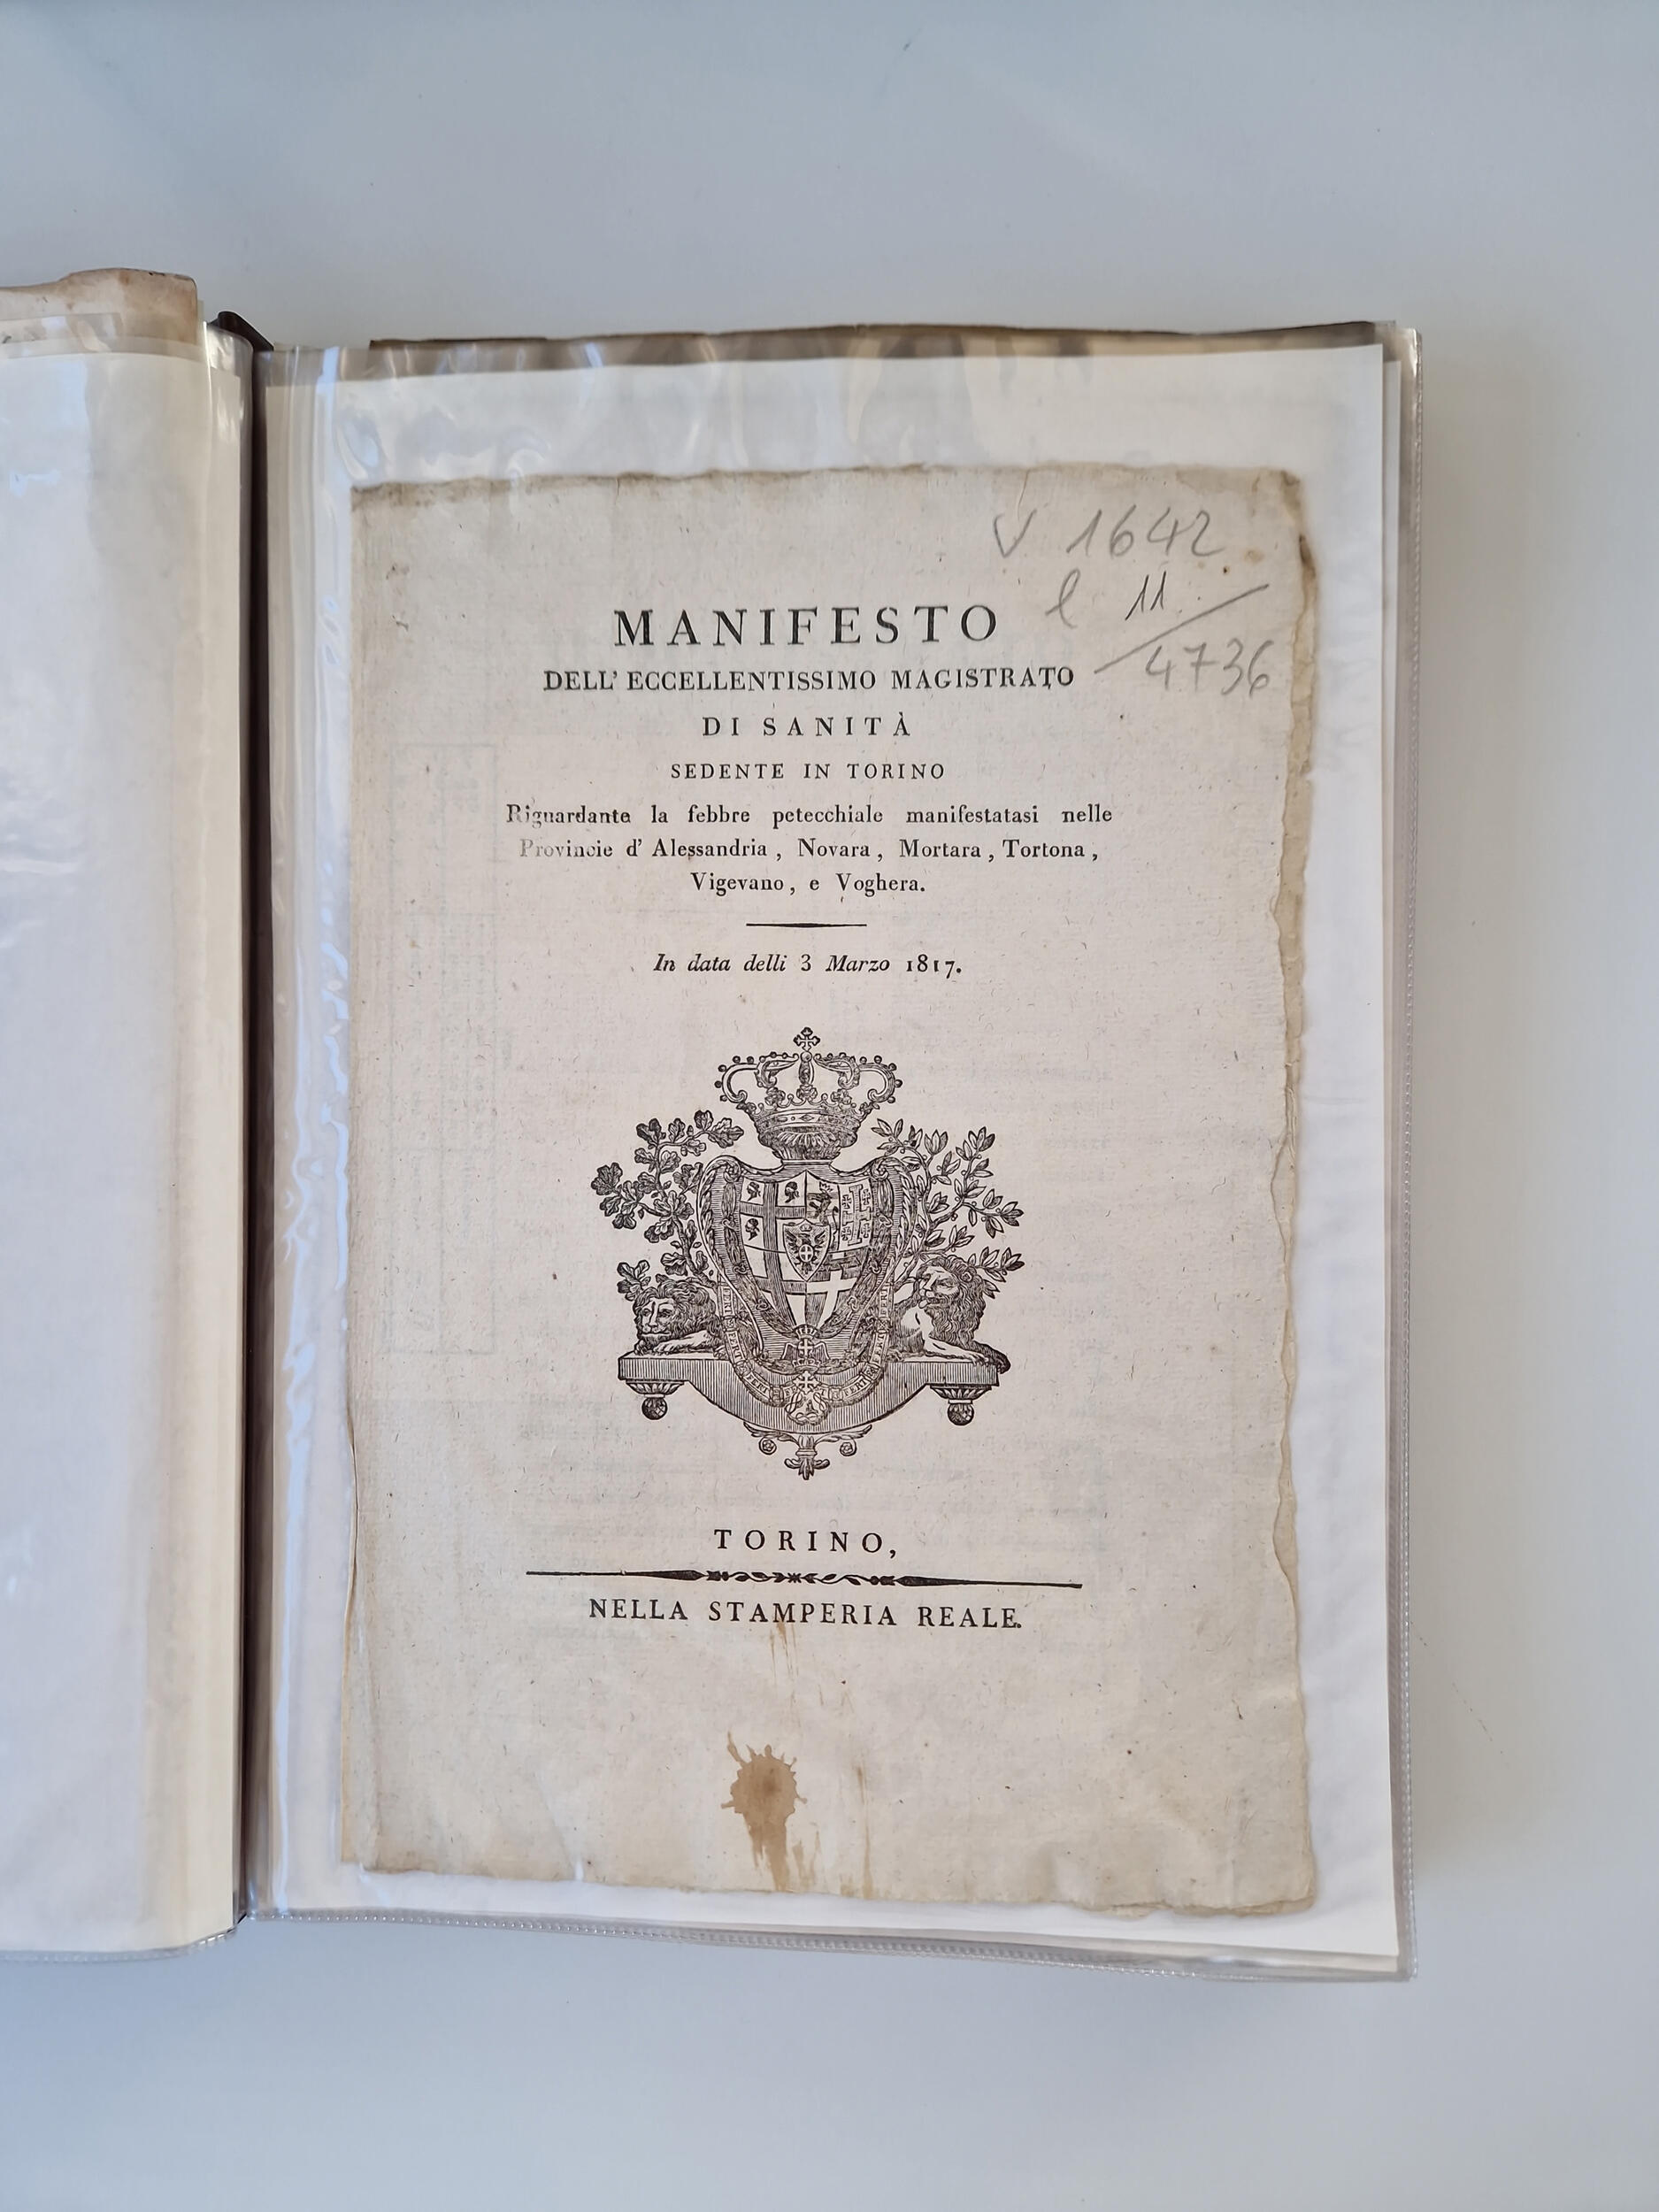 V 1642
l 11
4736
MANIFESTO
DELL' ECCELLENTISSIMO MAGISTRATO
DI SANITÀ
SEDENTE IN TORINO
Riguardante la febbre petecchiale manifestatasi nelle
Provincie d' Alessandria, Novara, Mortara, Tortona,
Vigevano, e Voghera.
In data delli 3 Marzo 1817.
TORINO,
NELLA STAMPERIA REALE.